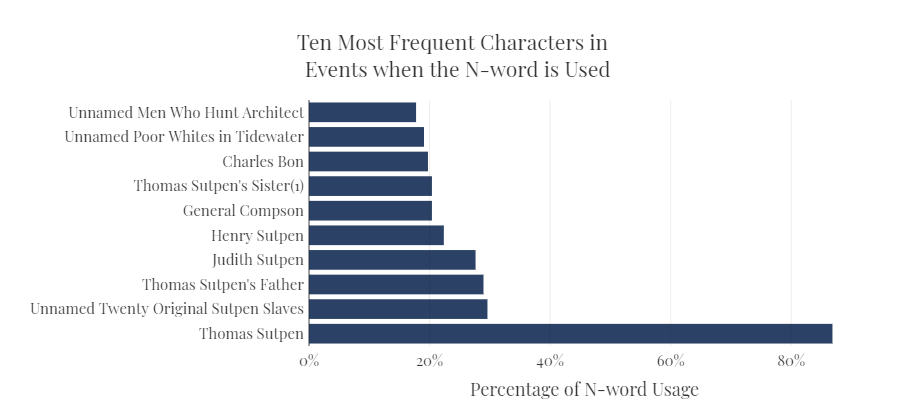 Ten Most Frequent Characters in
Events when the N-word is Used
Unnamed Men Who Hunt Architect
Unnamed Poor Whites in Tidewater
Charles Bon
Thomas Sutpen's Sister(1)
General Compson
Henry Sutpen
Judith Sutpen
Thomas Sutpen's Father
Unnamed Twenty Original Sutpen Slaves
Thomas Sutpen
0% 20% 40% 60% 80%
Percentage of N-word Usage